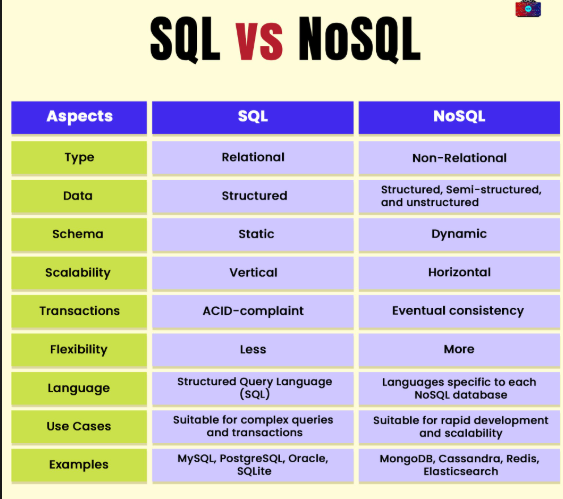 SQL vs NoSQL
Aspects
SQL
NoSQL
Type
Relational
Non-Relational
Data
Structured
Structured, Semi-structured,
and unstructured
Schema
Static
Dynamic
Scalability
Vertical
Horizontal
Transactions
ACID-complaint
Eventual consistency
Flexibility
Less
More
Language
Structured Query Language
(SQL)
Languages specific to each
NoSQL database
Use Cases
Suitable for complex queries
and transactions
Suitable for rapid development
and scalability
Examples
MySQL, PostgreSQL, Oracle,
SQLite
MongoDB, Cassandra, Redis,
Elasticsearch